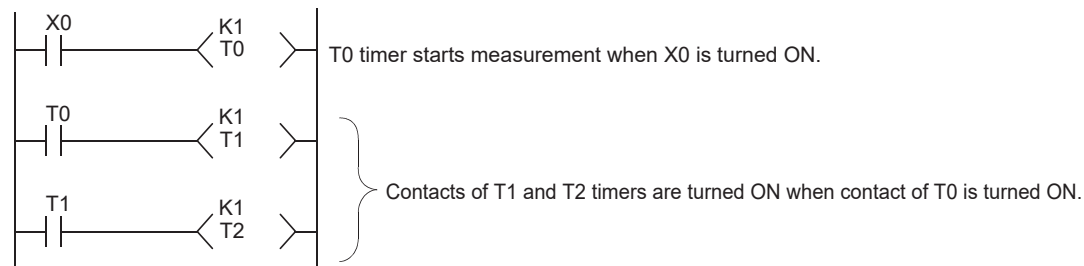 X0
K1
T0
T0 timer starts measurement when X0 is turned ON.
T0
K1
T1
Contacts of T1 and T2 timers are turned ON when contact of T0 is turned ON.
T1
K1
T2